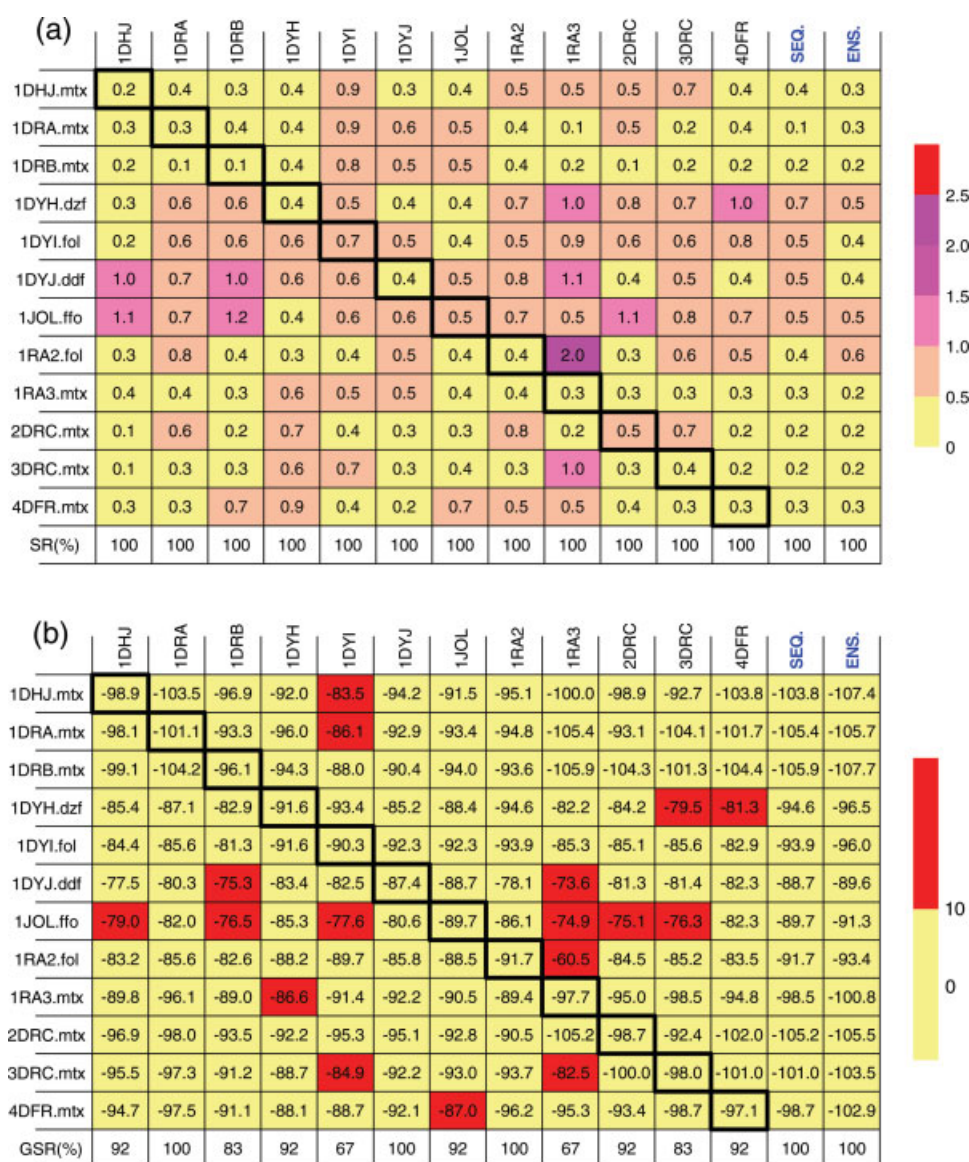 (a)
1DHJ 1DRA 1DRB 1DYH 1DYI 1DYJ 1JOL 1RA2 1RA3 2DRC 3DRC 4DFR SEQ. ENS.
1DHJ.mtx 0.2 0.4 0.3 0.4 0.9 0.3 0.4 0.5 0.5 0.5 0.7 0.4 0.4 0.3
1DRA.mtx 0.3 0.3 0.4 0.4 0.9 0.6 0.5 0.4 0.1 0.5 0.2 0.4 0.1 0.3
1DRB.mtx 0.2 0.1 0.1 0.4 0.8 0.5 0.5 0.4 0.2 0.1 0.2 0.2 0.2 0.2
1DYH.dzf 0.3 0.6 0.6 0.4 0.5 0.4 0.4 0.7 1.0 0.8 0.7 1.0 0.7 0.5
1DYI.fol 0.2 0.6 0.6 0.6 0.7 0.5 0.4 0.5 0.9 0.6 0.6 0.8 0.5 0.4
1DYJ.ddf 1.0 0.7 1.0 0.6 0.6 0.4 0.5 0.8 1.1 0.4 0.5 0.4 0.5 0.4
1JOL.ffo 1.1 0.7 1.2 0.4 0.6 0.6 0.5 0.7 0.5 1.1 0.8 0.7 0.5 0.5
1RA2.fol 0.3 0.8 0.4 0.3 0.4 0.5 0.4 0.4 2.0 0.3 0.6 0.5 0.4 0.6
1RA3.mtx 0.4 0.4 0.3 0.6 0.5 0.5 0.4 0.4 0.3 0.3 0.3 0.3 0.3 0.2
2DRC.mtx 0.1 0.6 0.2 0.7 0.4 0.3 0.3 0.8 0.2 0.5 0.7 0.2 0.2 0.2
3DRC.mtx 0.1 0.3 0.3 0.6 0.7 0.3 0.4 0.3 1.0 0.3 0.4 0.2 0.2 0.2
4DFR.mtx 0.3 0.3 0.7 0.9 0.4 0.2 0.7 0.5 0.5 0.4 0.3 0.3 0.3 0.3
SR(%) 100 100 100 100 100 100 100 100 100 100 100 100 100 100
2.5
2.0
1.5
1.0
0.5
0
(b)
1DHJ 1DRA 1DRB 1DYH 1DYI 1DYJ 1JOL 1RA2 1RA3 2DRC 3DRC 4DFR SEQ. ENS.
1DHJ.mtx -98.9 -103.5 -96.9 -92.0 -83.5 -94.2 -91.5 -95.1 -100.0 -98.9 -92.7 -103.8 -103.8 -107.4
1DRA.mtx -98.1 -101.1 -93.3 -96.0 -86.1 -92.9 -93.4 -94.8 -105.4 -93.1 -104.1 -101.7 -105.4 -105.7
1DRB.mtx -99.1 -104.2 -96.1 -94.3 -88.0 -90.4 -94.0 -93.6 -105.9 -104.3 -101.3 -104.4 -105.9 -107.7
1DYH.dzf -85.4 -87.1 -82.9 -91.6 -93.4 -85.2 -88.4 -94.6 -82.2 -84.2 -79.5 -81.3 -94.6 -96.5
1DYI.fol -84.4 -85.6 -81.3 -91.6 -90.3 -92.3 -92.3 -93.9 -85.3 -85.1 -85.6 -82.9 -93.9 -96.0
1DYJ.ddf -77.5 -80.3 -75.3 -83.4 -82.5 -87.4 -88.7 -78.1 -73.6 -81.3 -81.4 -82.3 -88.7 -89.6
1JOL.ffo -79.0 -82.0 -76.5 -85.3 -77.6 -80.6 -89.7 -86.1 -74.9 -75.1 -76.3 -82.3 -89.7 -91.3
1RA2.fol -83.2 -85.6 -82.6 -88.2 -89.7 -85.8 -88.5 -91.7 -60.5 -84.5 -85.2 -83.5 -91.7 -93.4
1RA3.mtx -89.8 -96.1 -89.0 -86.6 -91.4 -92.2 -90.5 -89.4 -97.7 -95.0 -98.5 -94.8 -98.5 -100.8
2DRC.mtx -96.9 -98.0 -93.5 -92.2 -95.3 -95.1 -92.8 -90.5 -105.2 -98.7 -92.4 -102.0 -105.2 -105.5
3DRC.mtx -95.5 -97.3 -91.2 -88.7 -84.9 -92.2 -93.0 -93.7 -82.5 -100.0 -98.0 -101.0 -101.0 -103.5
4DFR.mtx -94.7 -97.5 -91.1 -88.1 -88.7 -92.1 -87.0 -96.2 -95.3 -93.4 -98.7 -97.1 -98.7 -102.9
GSR(%) 92 100 83 92 67 100 92 100 67 92 83 92 100 100
10
0